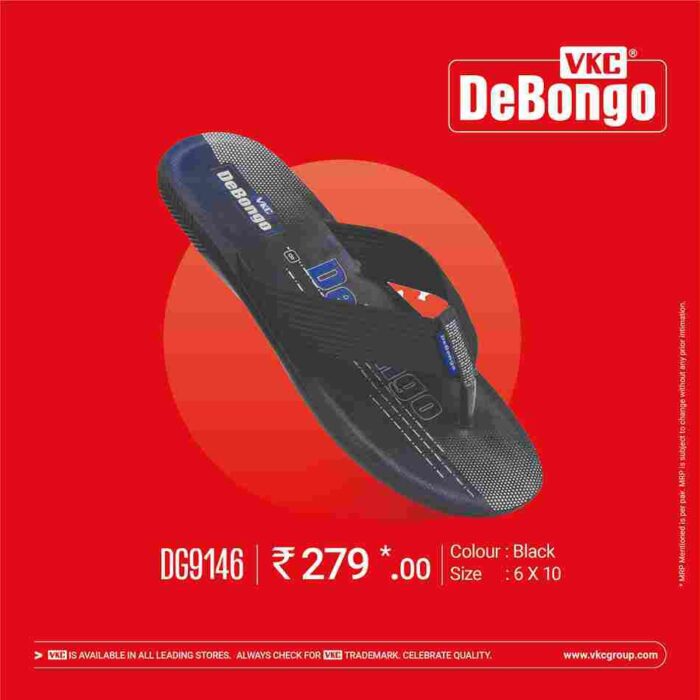 VKC®
DeBongo
VKC
DeBongo
DeBongo
DeBongo
DG9146
₹ 279 *.00
Colour : Black
Size : 6 X 10
* MRP Mentioned is per pair. MRP is subject to change without any prior intimation.
> VKC IS AVAILABLE IN ALL LEADING STORES. ALWAYS CHECK FOR VKC TRADEMARK. CELEBRATE QUALITY.
www.vkcgroup.com